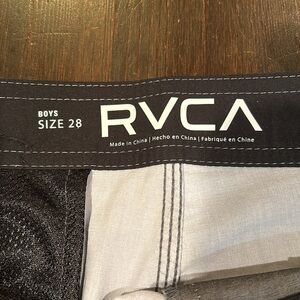 BOYS
SIZE 28
RVCA
Made in China | Hecho en China | Fabriqué en Chine